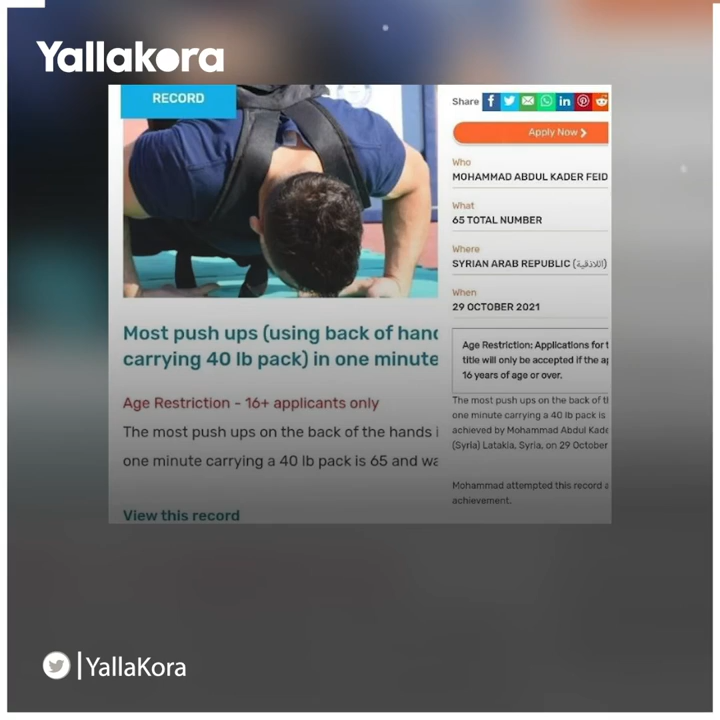 Yallakora
RECORD
Most push ups (using back of hand
carrying 40 lb pack) in one minute
Age Restriction - 16+ applicants only
The most push ups on the back of the hands i
one minute carrying a 40 lb pack is 65 and wa
View this record
Share
Apply Now
Who
MOHAMMAD ABDUL KADER FEID
What
65 TOTAL NUMBER
Where
SYRIAN ARAB REPUBLIC (اللاذقية)
When
29 OCTOBER 2021
Age Restriction: Applications for t
title will only be accepted if the ap
16 years of age or over.
The most push ups on the back of th
one minute carrying a 40 lb pack is
achieved by Mohammad Abdul Kade
(Syria) Latakia, Syria, on 29 October
Mohammad attempted this record a
achievement.
|YallaKora